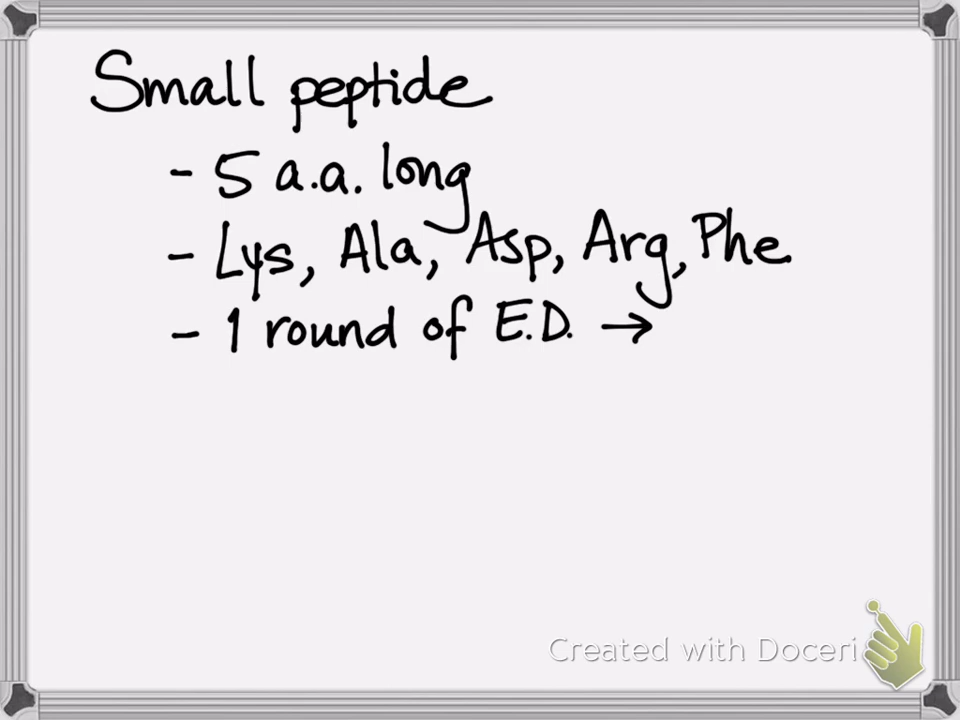 Small peptide
- 5 a.a. long
- Lys, Ala, Asp, Arg, Phe
- 1 round of E.D. →
Created with Doceri